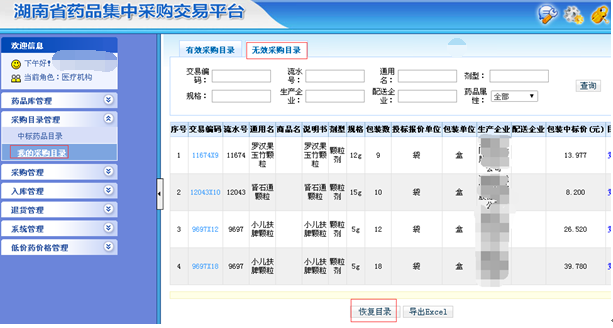 湖南省药品集中采购交易平台
欢迎信息
下午好!
当前角色：医疗机构
药品库管理
采购目录管理
中标药品目录
我的采购目录
采购管理
入库管理
退货管理
系统管理
低价药价格管理
有效采购目录 无效采购目录
交易编码： 流水号： 通用名： 剂型：
规格： 生产企业： 配送企业： 药品属性： 全部
查询
序号 交易编码 流水号 通用名 商品名 说明书 剂型 规格 包装数 投标报价单位 包装单位 生产企业 配送企业 包装中标价(元)
1 11674Z9 11674 罗汉果玉竹颗粒 罗汉果玉竹颗粒 颗粒剂 12g 9 袋 盒 公司 13.977
2 12043X10 12043 肾石通颗粒 肾石通颗粒 颗粒剂 15g 10 袋 盒 8.200
3 9697X12 9697 小儿扶脾颗粒 小儿扶脾颗粒 颗粒剂 5g 12 袋 盒 26.520
4 9697X18 9697 小儿扶脾颗粒 小儿扶脾颗粒 颗粒剂 5g 18 袋 盒 39.780
恢复目录 导出Excel